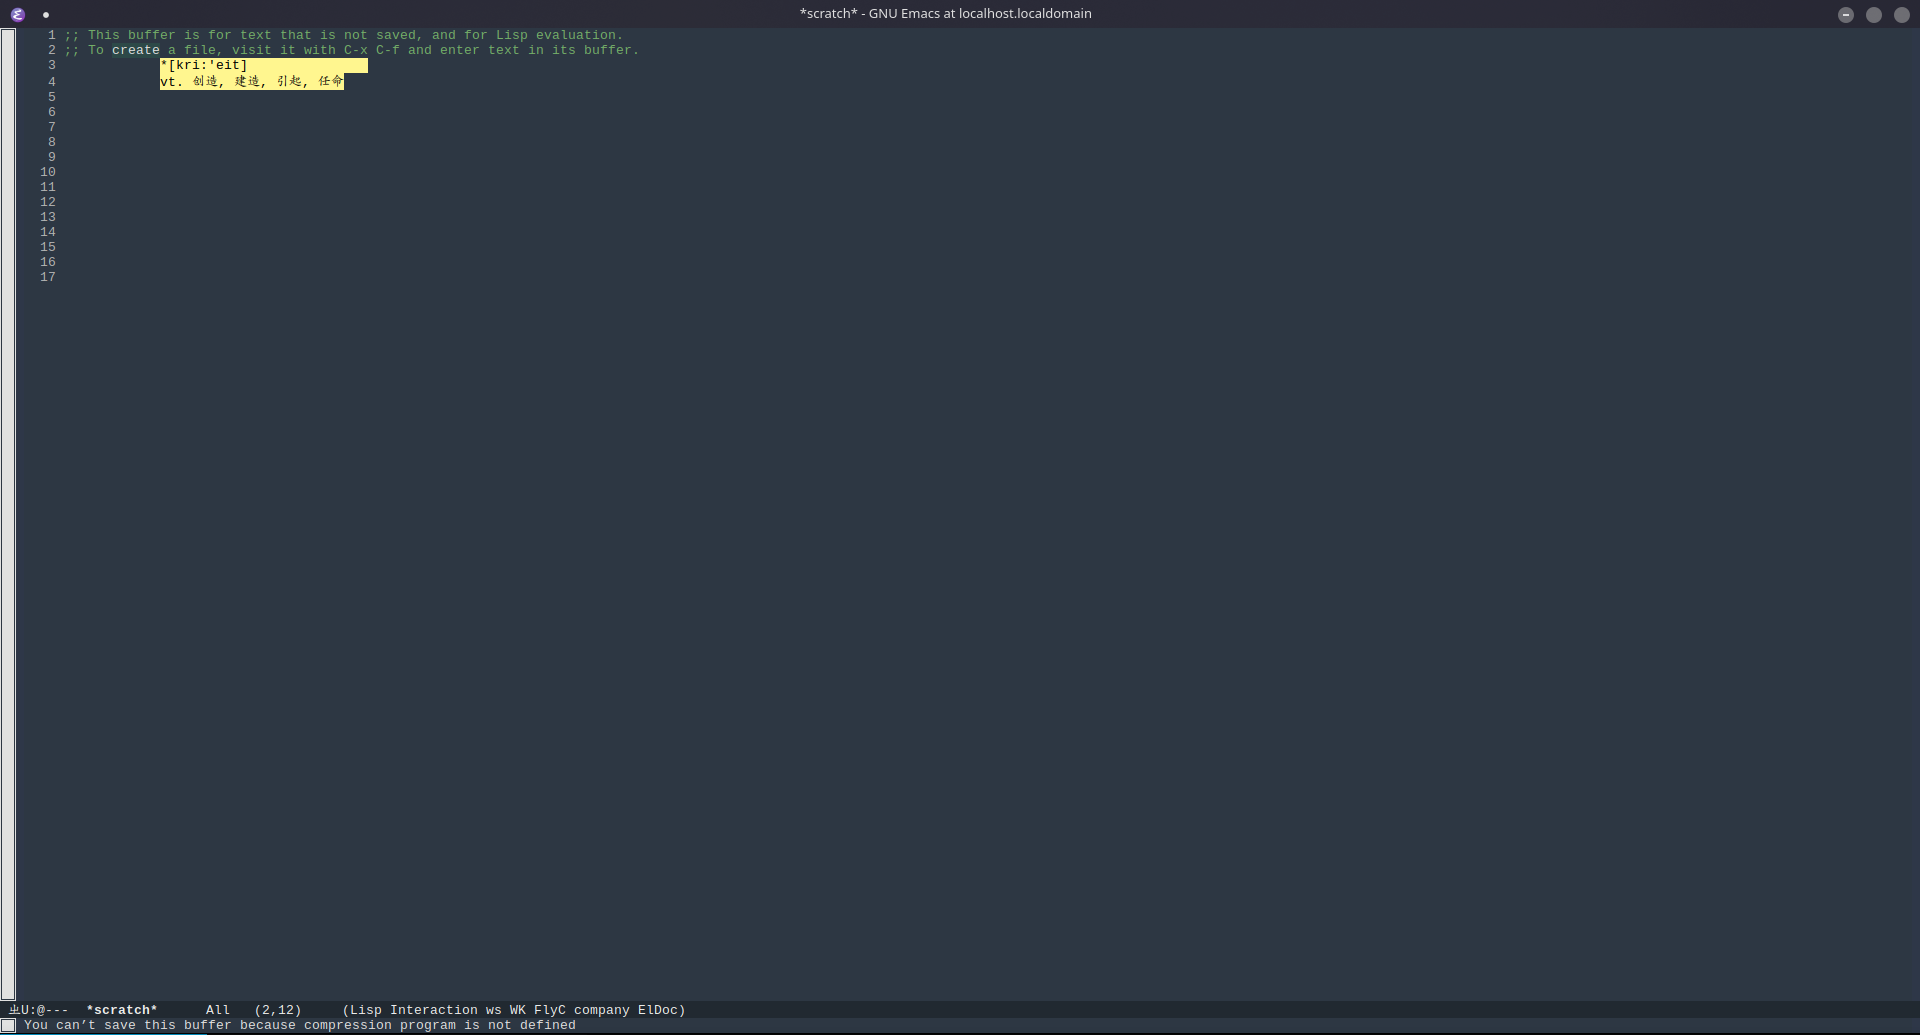 *scratch* - GNU Emacs at localhost.localdomain
1 ;; This buffer is for text that is not saved, and for Lisp evaluation.
2 ;; To create a file, visit it with C-x C-f and enter text in its buffer.
3 *[kri:'eit]
4 vt. 创造, 建造, 引起, 任命
5
6
7
8
9
10
11
12
13
14
15
16
17
U:@--- *scratch* All (2,12) (Lisp Interaction ws WK FlyC company ElDoc)
You can’t save this buffer because compression program is not defined